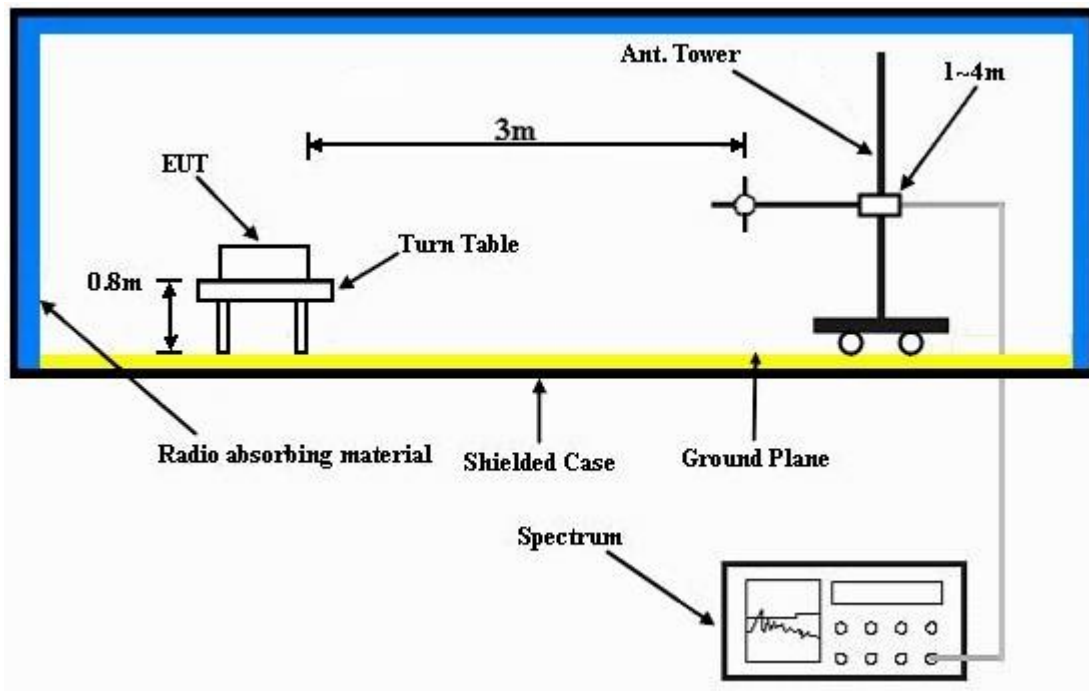 Ant. Tower
1~4m
3m
EUT
Turn Table
0.8m
Radio absorbing material
Shielded Case
Ground Plane
Spectrum